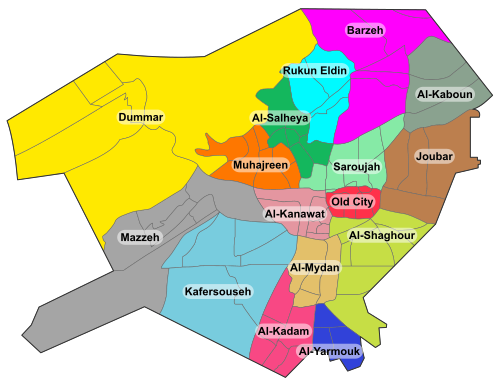 Barzeh
Rukun Eldin
Al-Kaboun
Dummar
Al-Salheya
Joubar
Muhajreen
Saroujah
Old City
Al-Kanawat
Mazzeh
Al-Shaghour
Al-Mydan
Kafersouseh
Al-Kadam
Al-Yarmouk